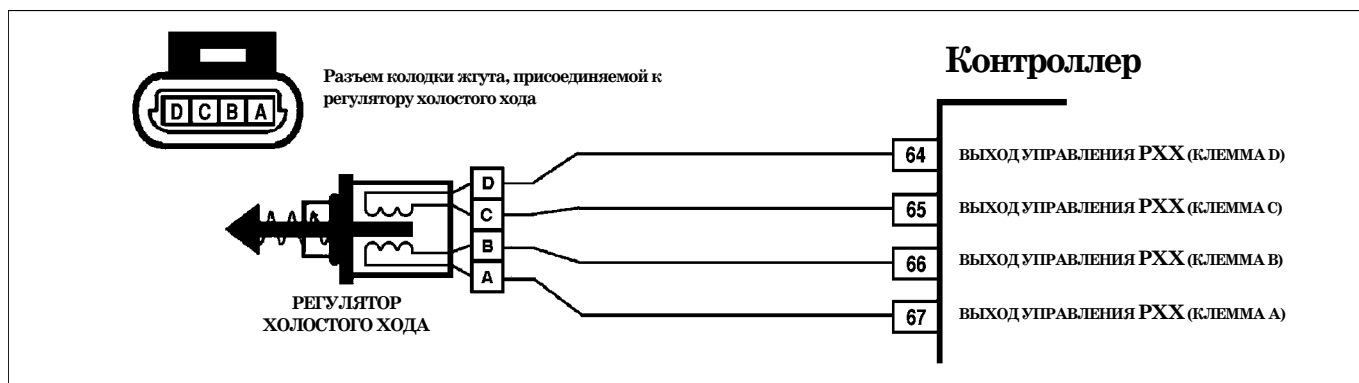 Контроллер
Разъем колодки жгута, присоединяемой к
регулятору холостого хода
D C B A
D
C
B
A
64 ВЫХОД УПРАВЛЕНИЯ РХХ (КЛЕММА D)
65 ВЫХОД УПРАВЛЕНИЯ РХХ (КЛЕММА C)
66 ВЫХОД УПРАВЛЕНИЯ РХХ (КЛЕММА B)
67 ВЫХОД УПРАВЛЕНИЯ РХХ (КЛЕММА A)
РЕГУЛЯТОР
ХОЛОСТОГО ХОДА